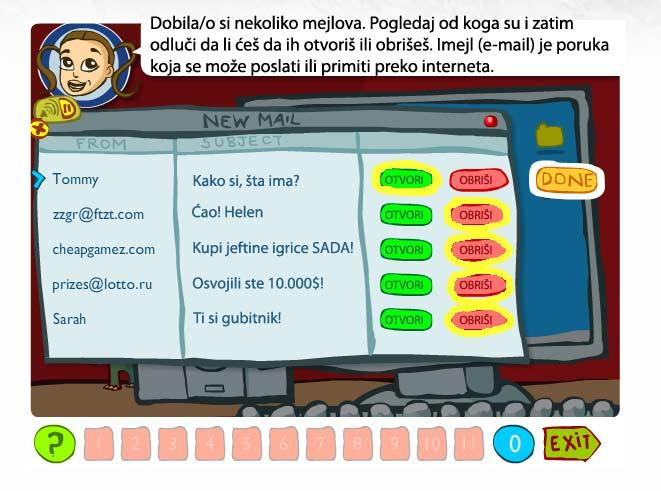 Dobila/o si nekoliko mejlova. Pogledaj od koga su i zatim
odluči da li ćeš da ih otvoriš ili obrišeš. Imejl (e-mail) je poruka
koja se može poslati ili primiti preko interneta.
NEW MAIL
FROM SUBJECT
Tommy Kako si, šta ima? OTVORI OBRIŠI DONE
zzgr@ftzt.com Ćao! Helen OTVORI OBRIŠI
cheapgamez.com Kupi jeftine igrice SADA! OTVORI OBRIŠI
prizes@lotto.ru Osvojili ste 10.000$! OTVORI OBRIŠI
Sarah Ti si gubitnik! OTVORI OBRIŠI
? 1 2 3 4 5 6 7 8 9 10 11 0 EXIT